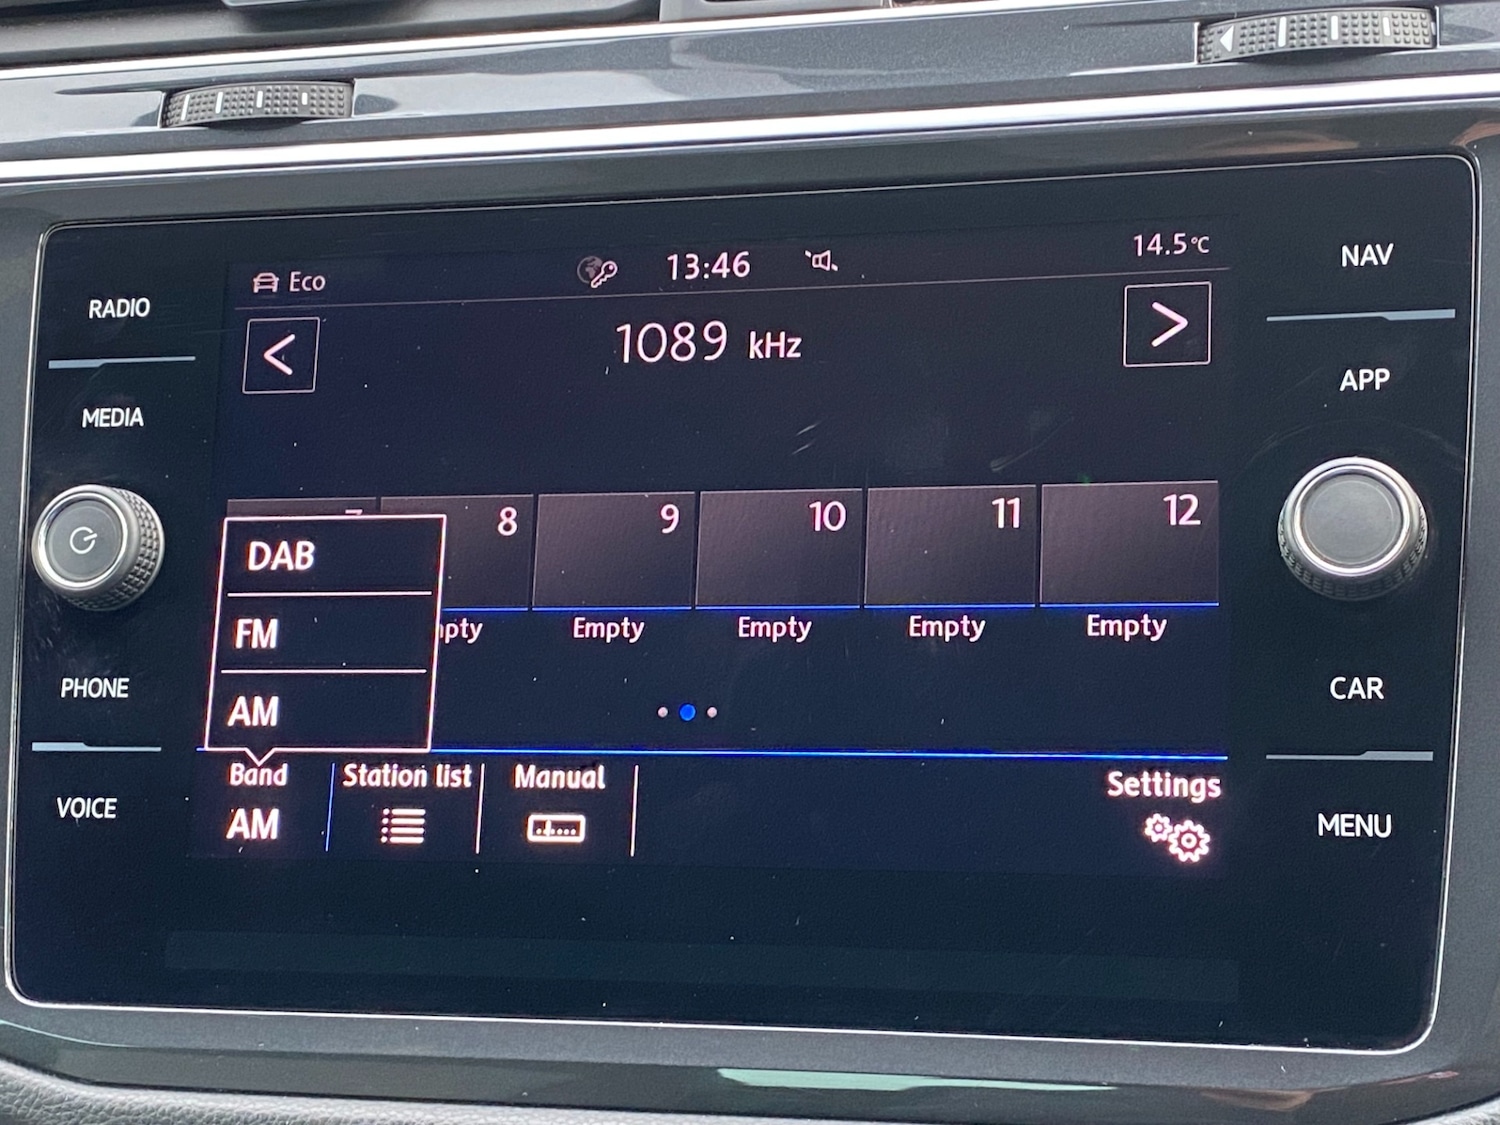 Eco 13:46 14.5°C
< 1089 kHz >
RADIO
MEDIA
PHONE
VOICE
8 9 10 11 12
Empty Empty Empty Empty
DAB
FM
AM
Band Station list Manual Settings
AM
NAV
APP
CAR
MENU